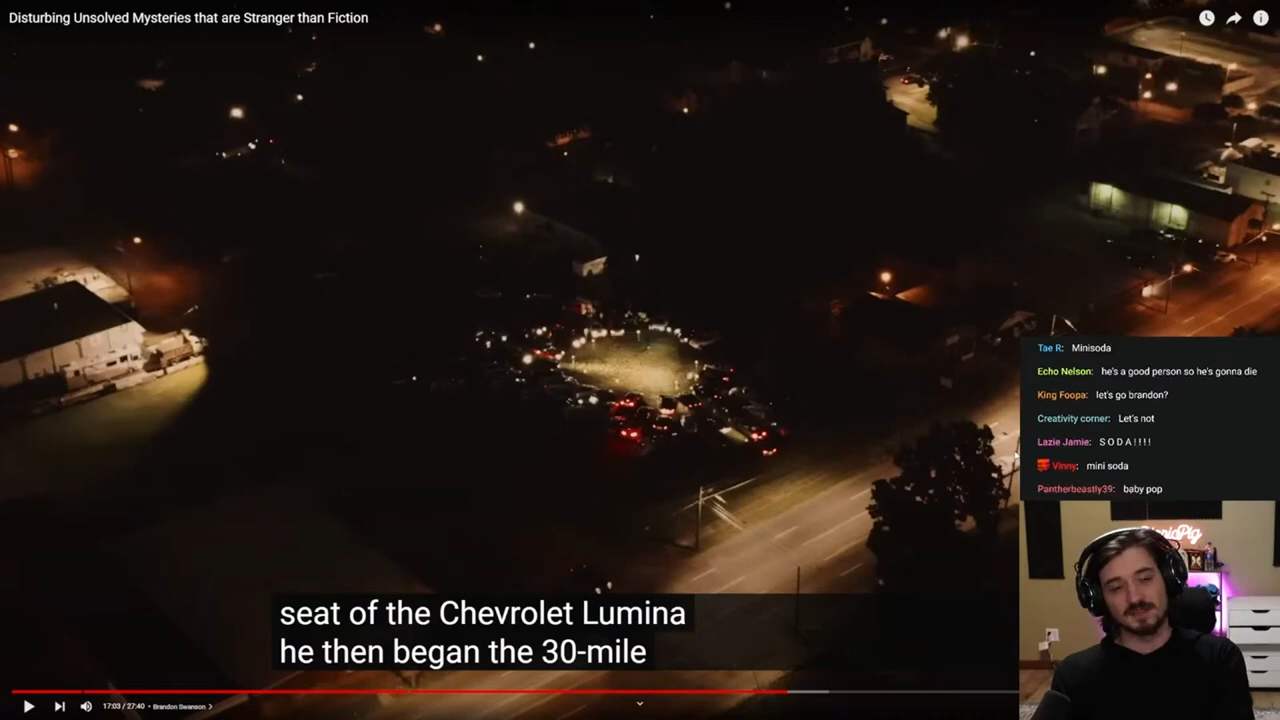 Disturbing Unsolved Mysteries that are Stranger than Fiction
Tae R: Minisoda
Echo Nelson: he's a good person so he's gonna die
King Foopa: let's go brandon?
Creativity corner: Let's not
Lazie Jamie: S O D A ! ! ! !
Vinny: mini soda
Pantherbeastly39: baby pop
seat of the Chevrolet Lumina
he then began the 30-mile
17:03 / 27:40 • Brandon Swanson >